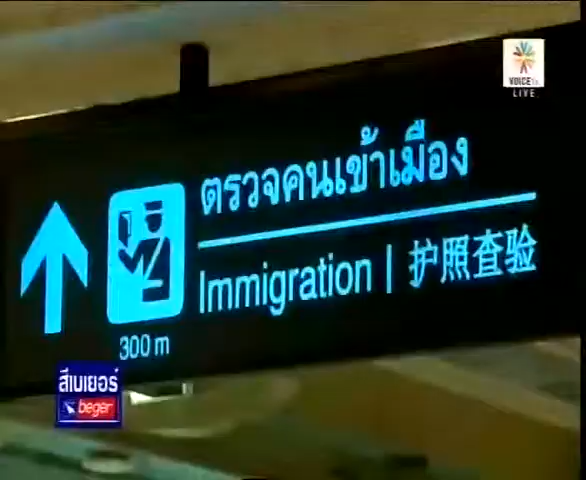 VOICE TV
LIVE
ตรวจคนเข้าเมือง
Immigration | 护照查验
300 m
สีเบเยอร์
beger